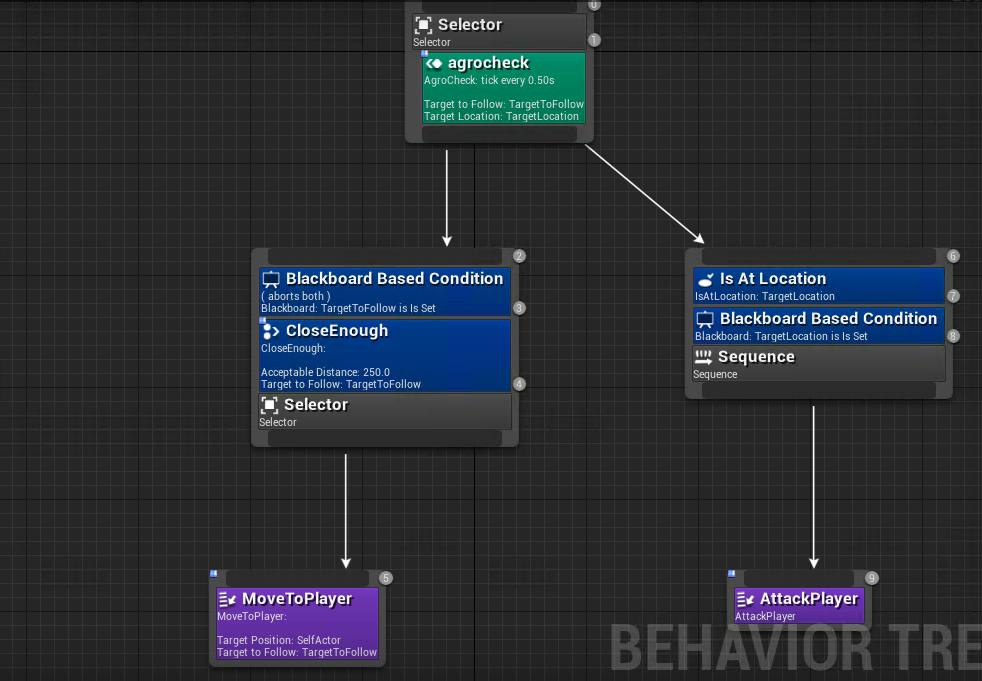 0
Selector
Selector
1
agrocheck
AgroCheck: tick every 0.50s
Target to Follow: TargetToFollow
Target Location: TargetLocation
2
Blackboard Based Condition
( aborts both )
Blackboard: TargetToFollow is Is Set
3
CloseEnough
CloseEnough:
Acceptable Distance: 250.0
Target to Follow: TargetToFollow
4
Selector
Selector
6
Is At Location
IsAtLocation: TargetLocation
7
Blackboard Based Condition
Blackboard: TargetLocation is Is Set
8
Sequence
Sequence
5
MoveToPlayer
MoveToPlayer:
Target Position: SelfActor
Target to Follow: TargetToFollow
9
AttackPlayer
AttackPlayer
BEHAVIOR TRE